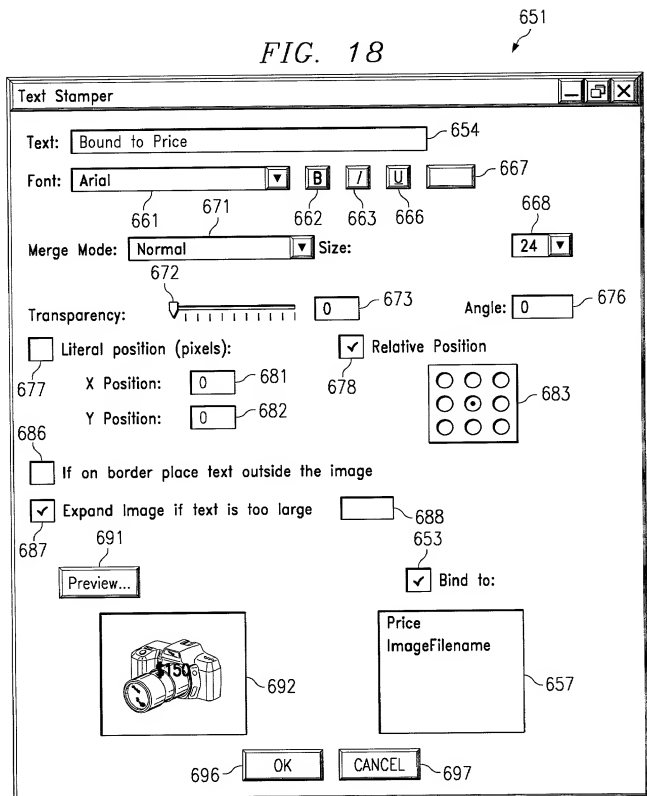 651
FIG. 18
Text Stamper
Text: Bound to Price 654
Font: Arial B I U 667
661 662 663 666
671 668
Merge Mode: Normal Size: 24
672 673 676
Transparency: 0 Angle: 0
Literal position (pixels): Relative Position
677 678
X Position: 0 681
Y Position: 0 682
683
686
If on border place text outside the image
Expand Image if text is too large 688
687
691 653
Preview... Bind to:
Price
ImageFilename
$150
692 657
696 OK CANCEL 697